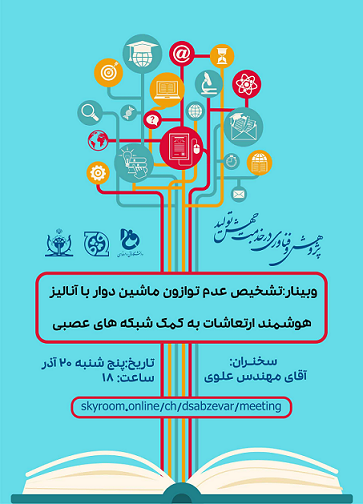 پژوهش و فناوری در خدمت جهش تولید
وبینار:تشخیص عدم توازون ماشین دوار با آنالیز
هوشمند ارتعاشات به کمک شبکه های عصبی
سخنران:
آقای مهندس علوی
تاریخ:پنج شنبه ۲۰ آذر
ساعت: ۱۸
skyroom.online/ch/dsabzevar/meeting